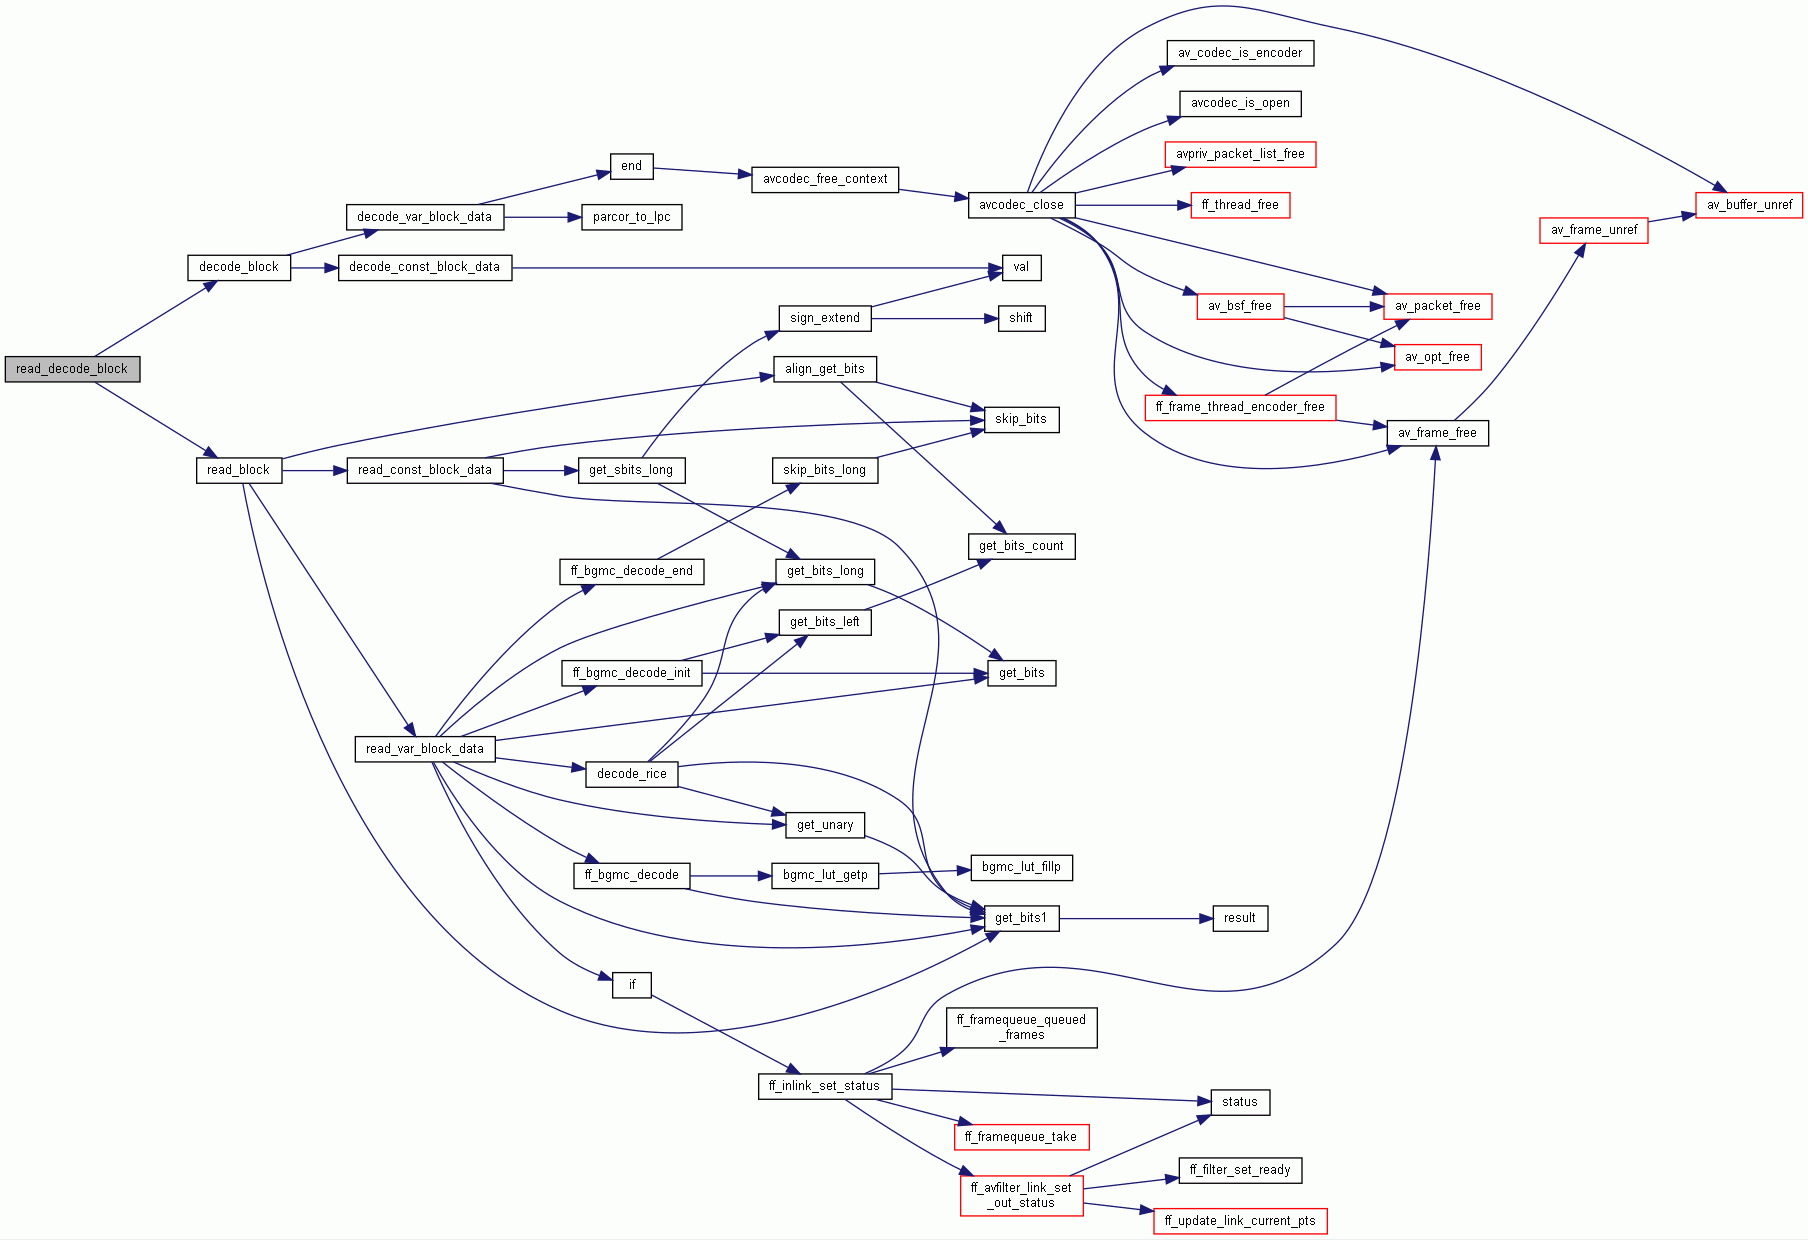 av_codec_is_encoder
avcodec_is_open
avpriv_packet_list_free
end
avcodec_free_context
avcodec_close
ff_thread_free
av_buffer_unref
decode_var_block_data
parcor_to_lpc
av_frame_unref
decode_block
decode_const_block_data
val
av_bsf_free
av_packet_free
sign_extend
shift
av_opt_free
read_decode_block
align_get_bits
ff_frame_thread_encoder_free
skip_bits
av_frame_free
read_block
read_const_block_data
get_sbits_long
skip_bits_long
get_bits_count
ff_bgmc_decode_end
get_bits_long
get_bits_left
ff_bgmc_decode_init
get_bits
read_var_block_data
decode_rice
get_unary
ff_bgmc_decode
bgmc_lut_getp
bgmc_lut_fillp
get_bits1
result
if
ff_framequeue_queued
_frames
ff_inlink_set_status
status
ff_framequeue_take
ff_filter_set_ready
ff_avfilter_link_set
_out_status
ff_update_link_current_pts